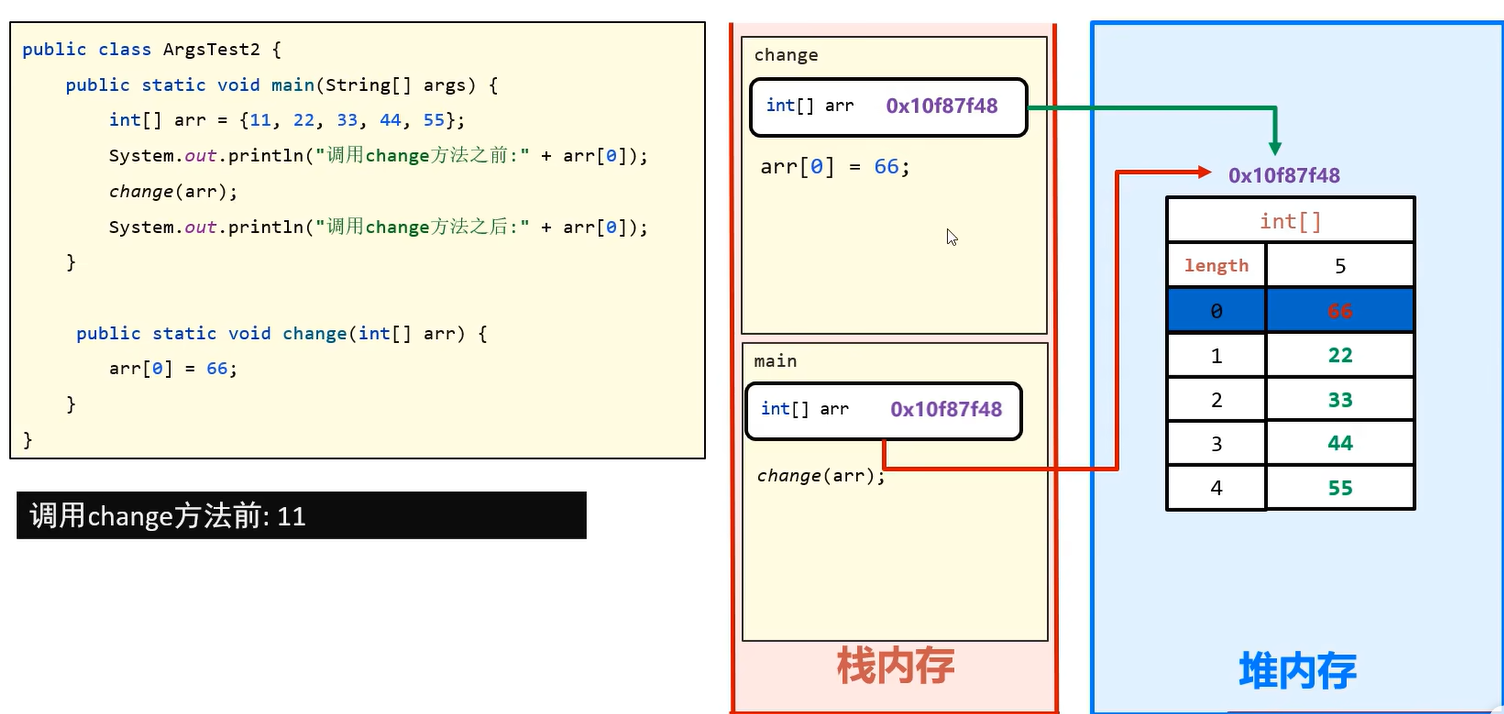 public class ArgsTest2 {
public static void main(String[] args) {
int[] arr = {11, 22, 33, 44, 55};
System.out.println("调用change方法之前:" + arr[0]);
change(arr);
System.out.println("调用change方法之后:" + arr[0]);
}
public static void change(int[] arr) {
arr[0] = 66;
}
}
调用change方法前: 11
change
int[] arr 0x10f87f48
arr[0] = 66;
main
int[] arr 0x10f87f48
change(arr);
栈内存
0x10f87f48
int[]
length 5
0 66
1 22
2 33
3 44
4 55
堆内存